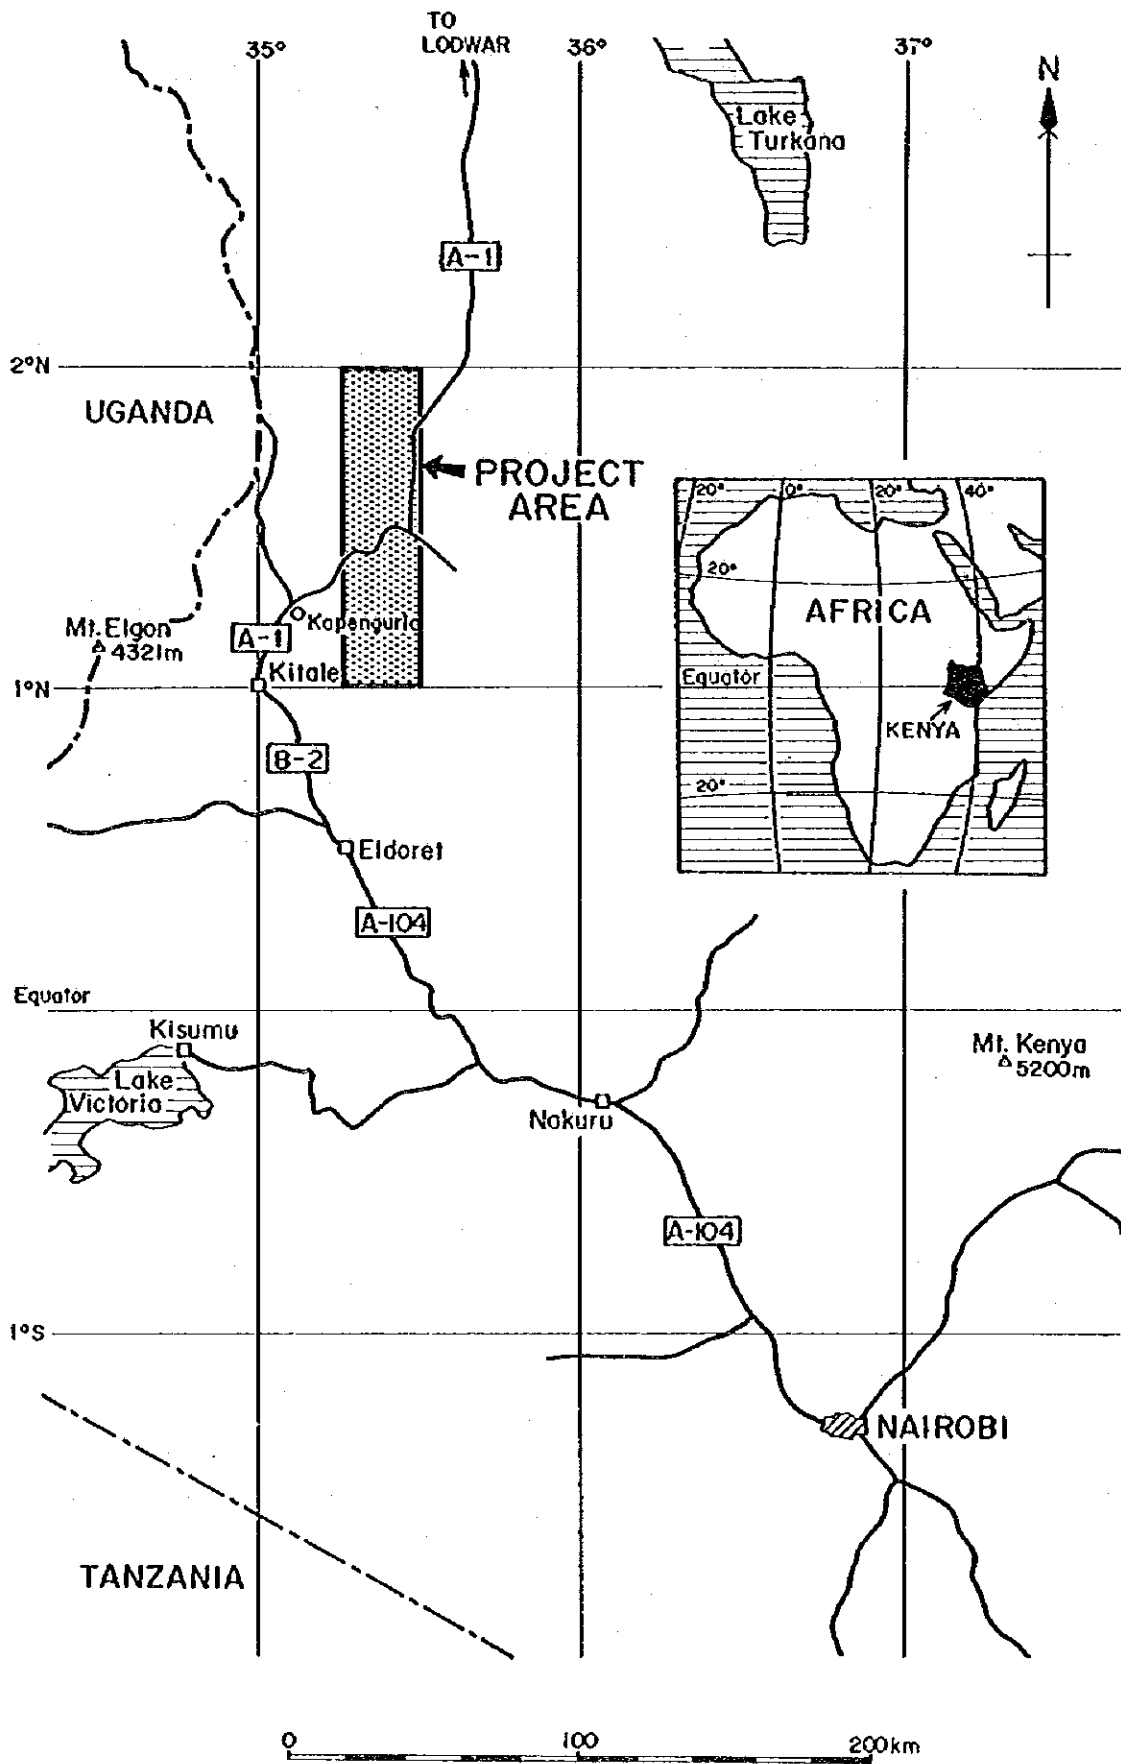 TO
LODWAR
35°
36°
37°
N
Lake
Turkana
A-1
2°N
UGANDA
PROJECT
AREA
20°
0°
20°
40°
20°
AFRICA
Equator
KENYA
20°
Mt. Elgon
4321m
A-1
Kapenguria
Kitale
1°N
B-2
Eldoret
A-104
Equator
Kisumu
Lake
Victoria
Mt. Kenya
5200m
Nakuru
A-104
1°S
NAIROBI
TANZANIA
0
100
200km